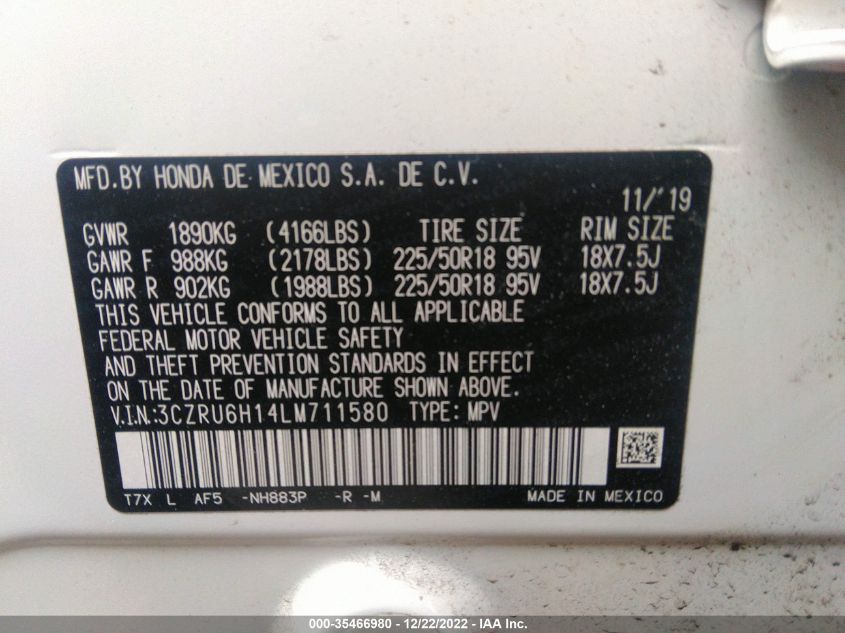 MFD.BY HONDA DE MEXICO S.A. DE C.V.
11/'19
GVWR 1890KG (4166LBS) TIRE SIZE RIM SIZE
GAWR F 988KG (2178LBS) 225/50R18 95V 18X7.5J
GAWR R 902KG (1988LBS) 225/50R18 95V 18X7.5J
THIS VEHICLE CONFORMS TO ALL APPLICABLE
FEDERAL MOTOR VEHICLE SAFETY
AND THEFT PREVENTION STANDARDS IN EFFECT
ON THE DATE OF MANUFACTURE SHOWN ABOVE.
V.I.N.:3CZRU6H14LM711580 TYPE: MPV
T7X L AF5 -NH883P -R -M MADE IN MEXICO
000-35466980 - 12/22/2022 - IAA Inc.